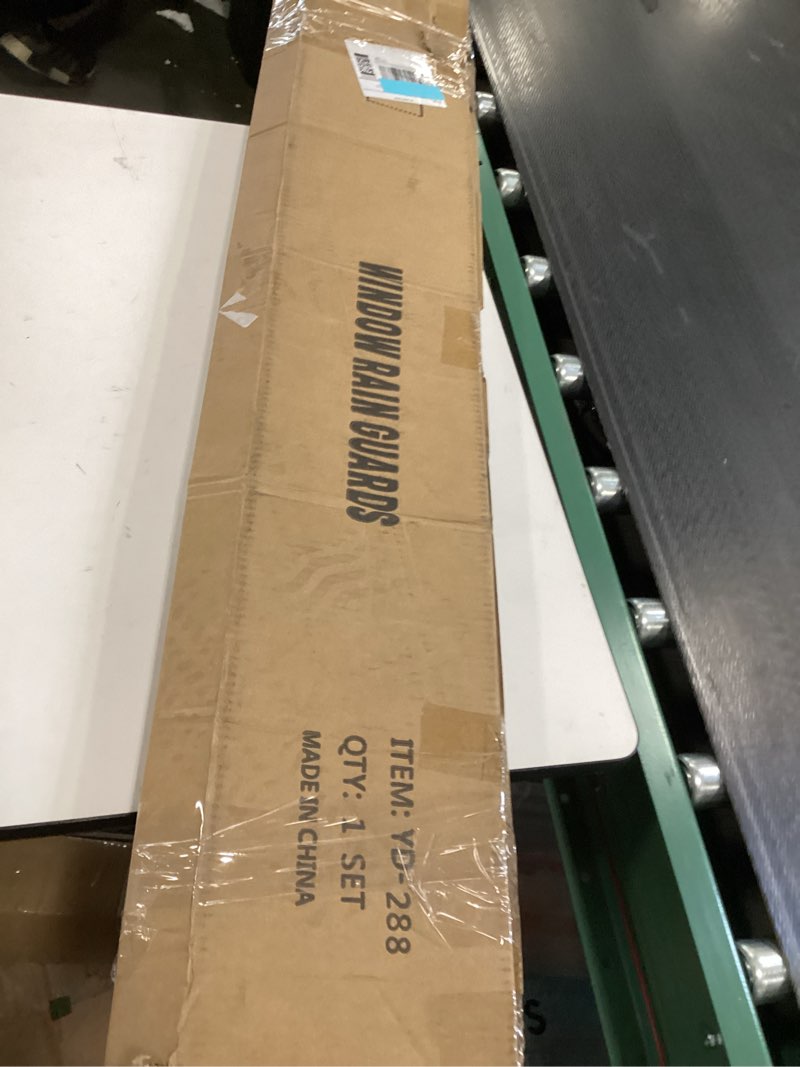 WINDOW RAIN GUARDS
ITEM: YD-288
QTY: 1 SET
MADE IN CHINA